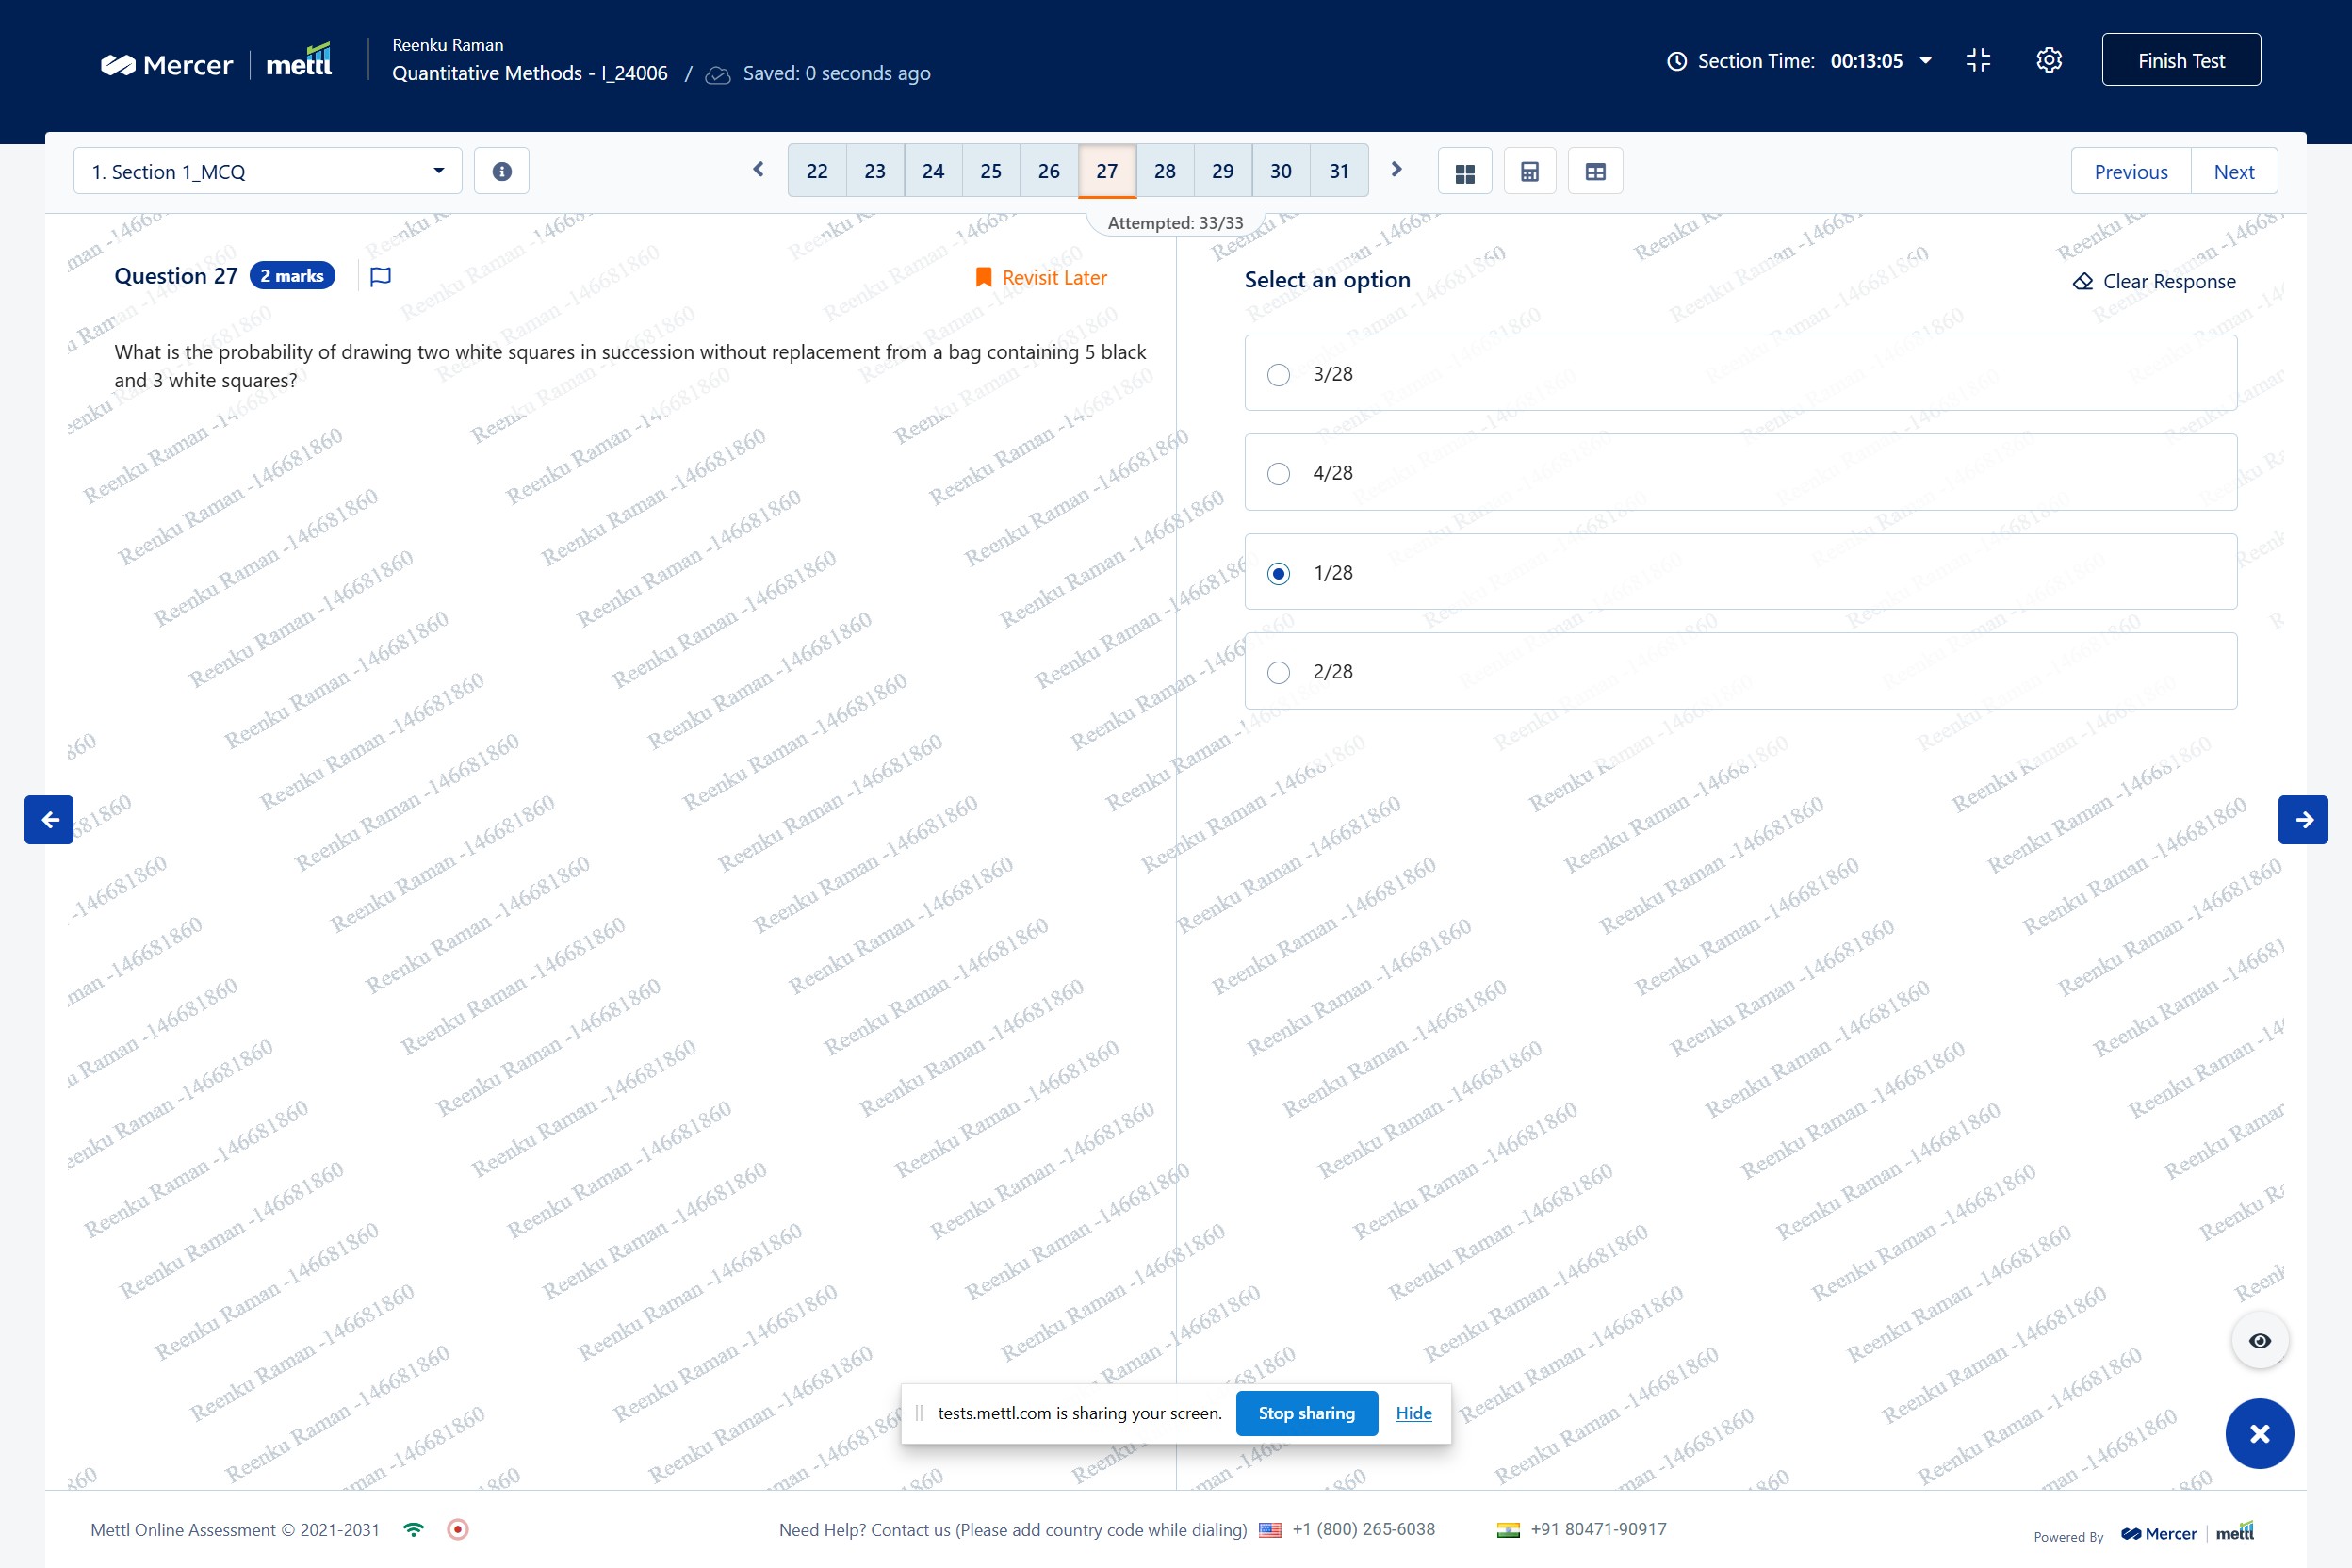 Mercer | mettl
Reenku Raman
Quantitative Methods - I_24006 / Saved: 0 seconds ago
Section Time: 00:13:05
Finish Test
1. Section 1_MCQ
22 23 24 25 26 27 28 29 30 31
Previous Next
Attempted: 33/33
Question 27 2 marks
Revisit Later
What is the probability of drawing two white squares in succession without replacement from a bag containing 5 black
and 3 white squares?
Select an option
Clear Response
3/28
4/28
1/28
2/28
Reenku Raman -146681860
tests.mettl.com is sharing your screen. Stop sharing Hide
Mettl Online Assessment © 2021-2031
Need Help? Contact us (Please add country code while dialing) +1 (800) 265-6038 +91 80471-90917
Powered By Mercer | mettl